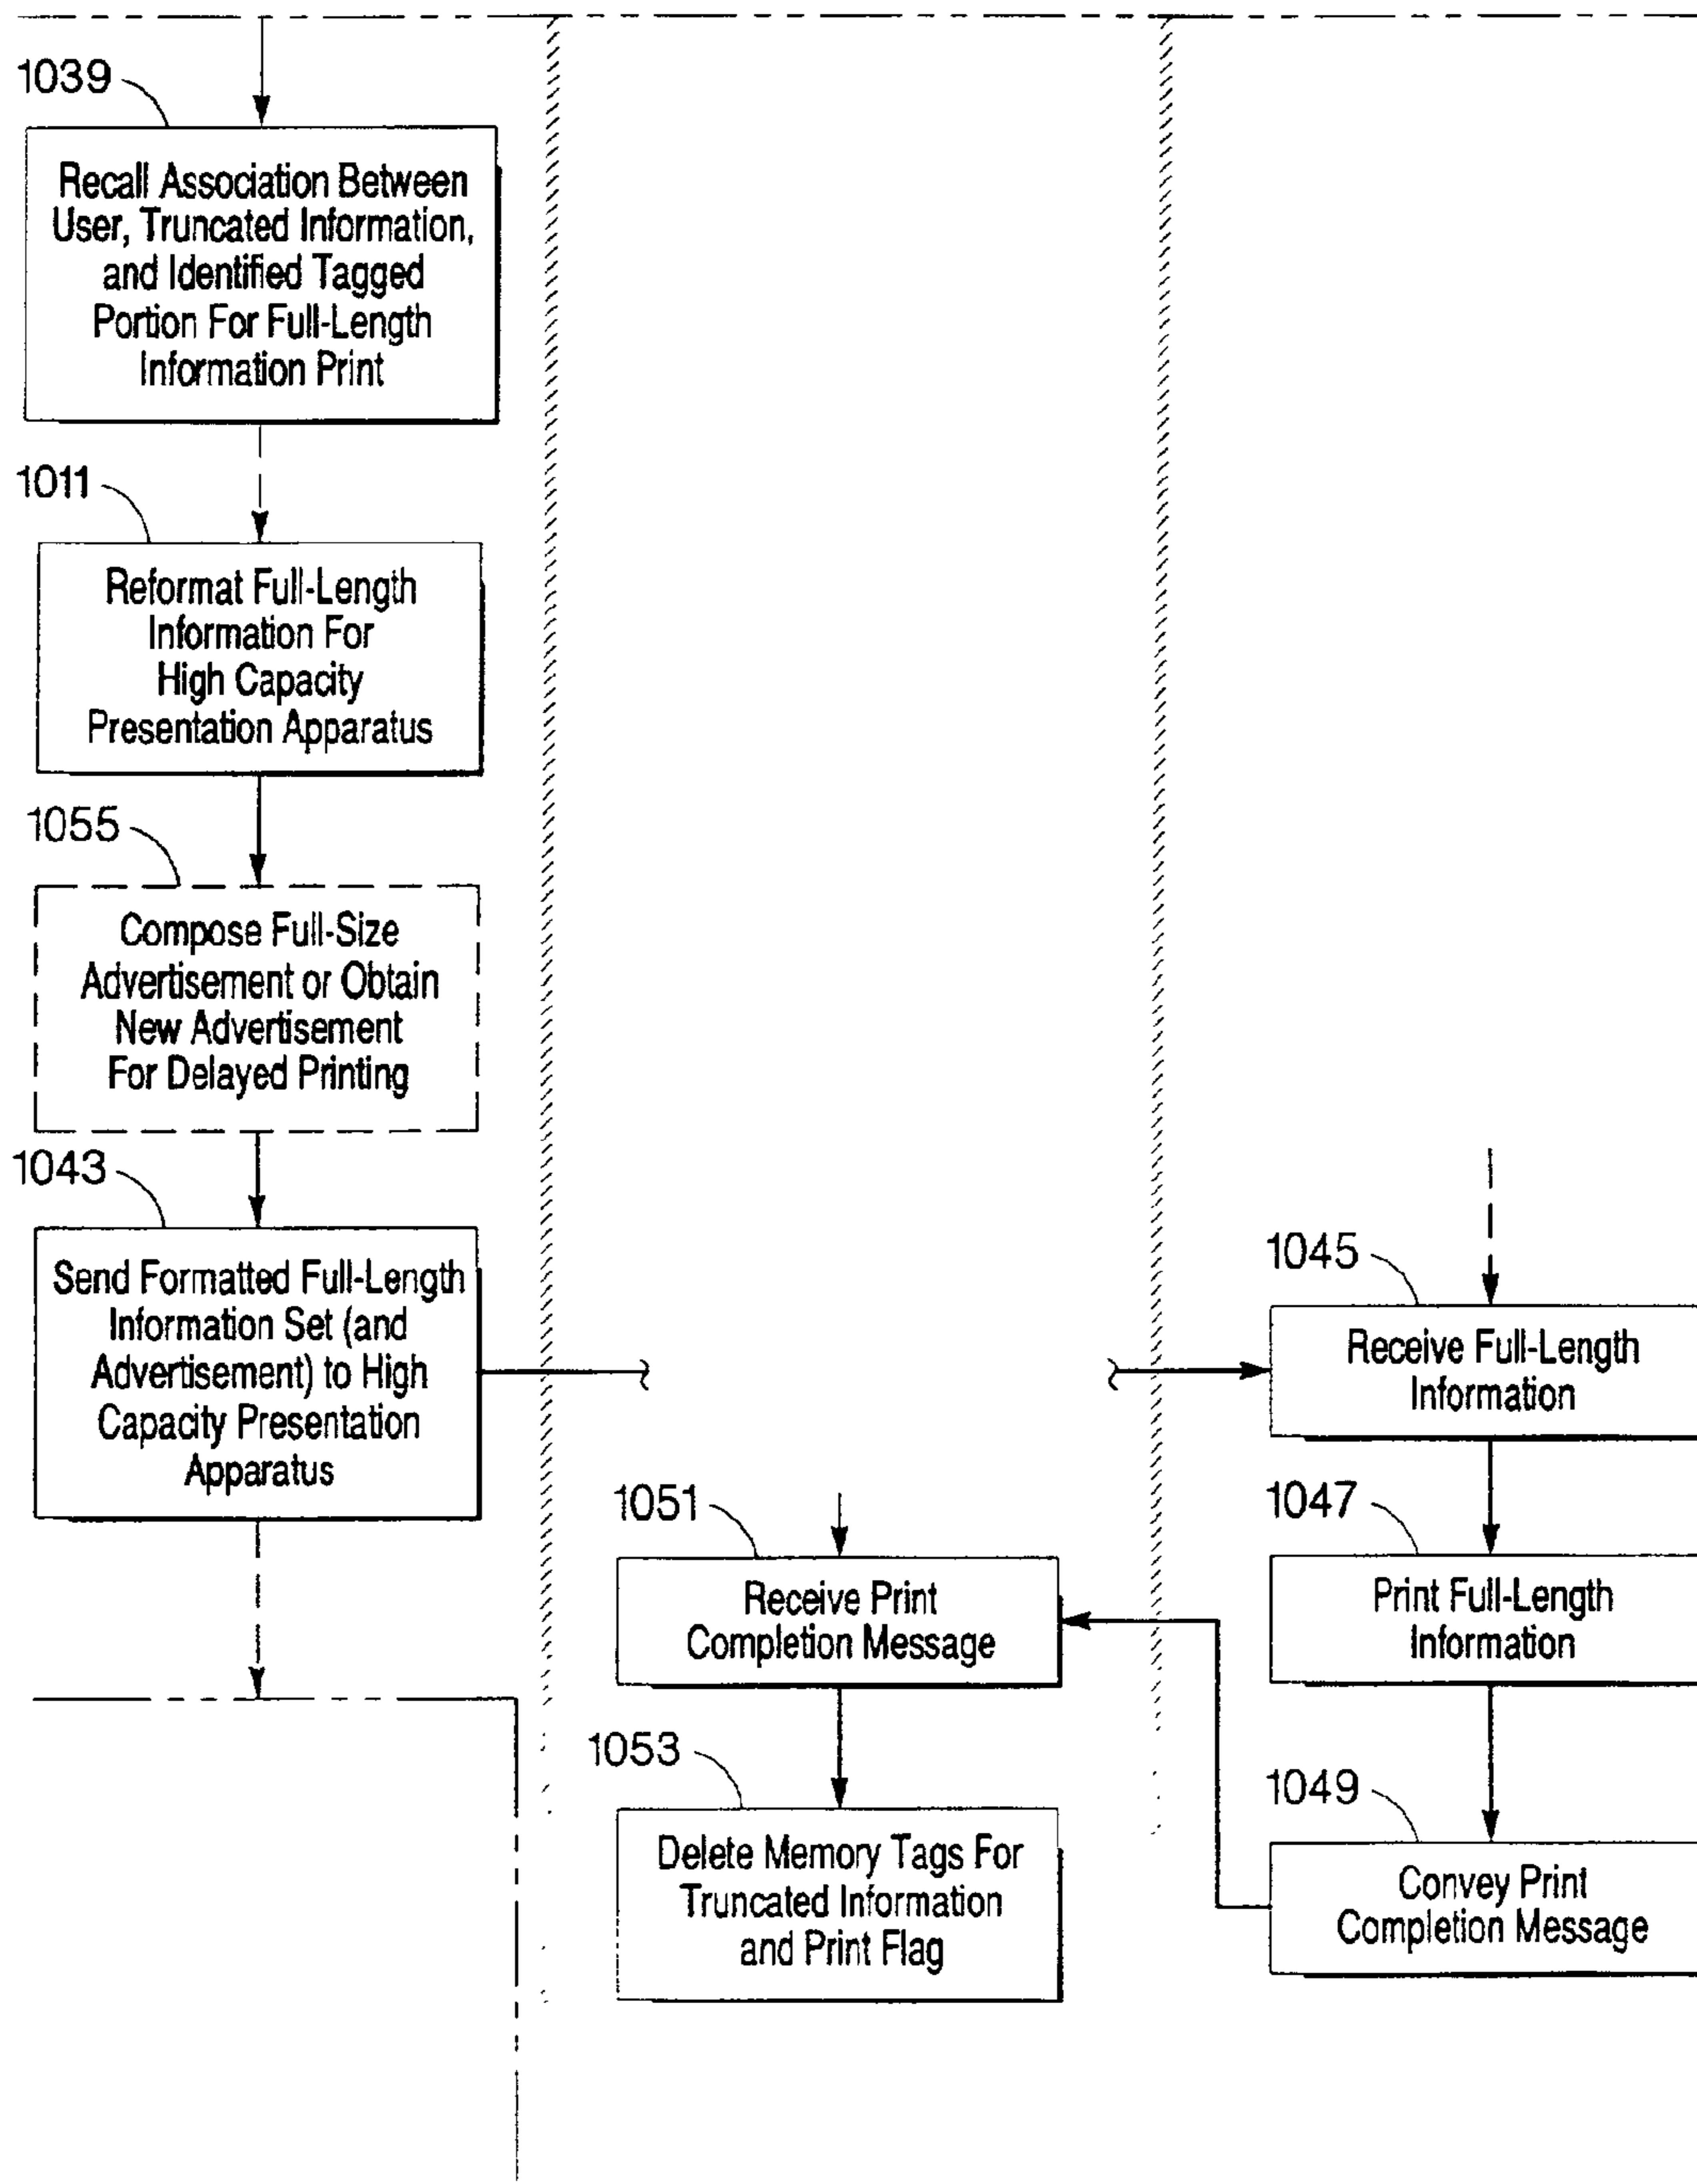 1039
Recall Association Between
User, Truncated Information,
and Identified Tagged
Portion For Full-Length
Information Print
1011
Reformat Full-Length
Information For
High Capacity
Presentation Apparatus
1055
Compose Full-Size
Advertisement or Obtain
New Advertisement
For Delayed Printing
1043
Send Formatted Full-Length
Information Set (and
Advertisement) to High
Capacity Presentation
Apparatus
1045
Receive Full-Length
Information
1047
Print Full-Length
Information
1049
Convey Print
Completion Message
1051
Receive Print
Completion Message
1053
Delete Memory Tags For
Truncated Information
and Print Flag